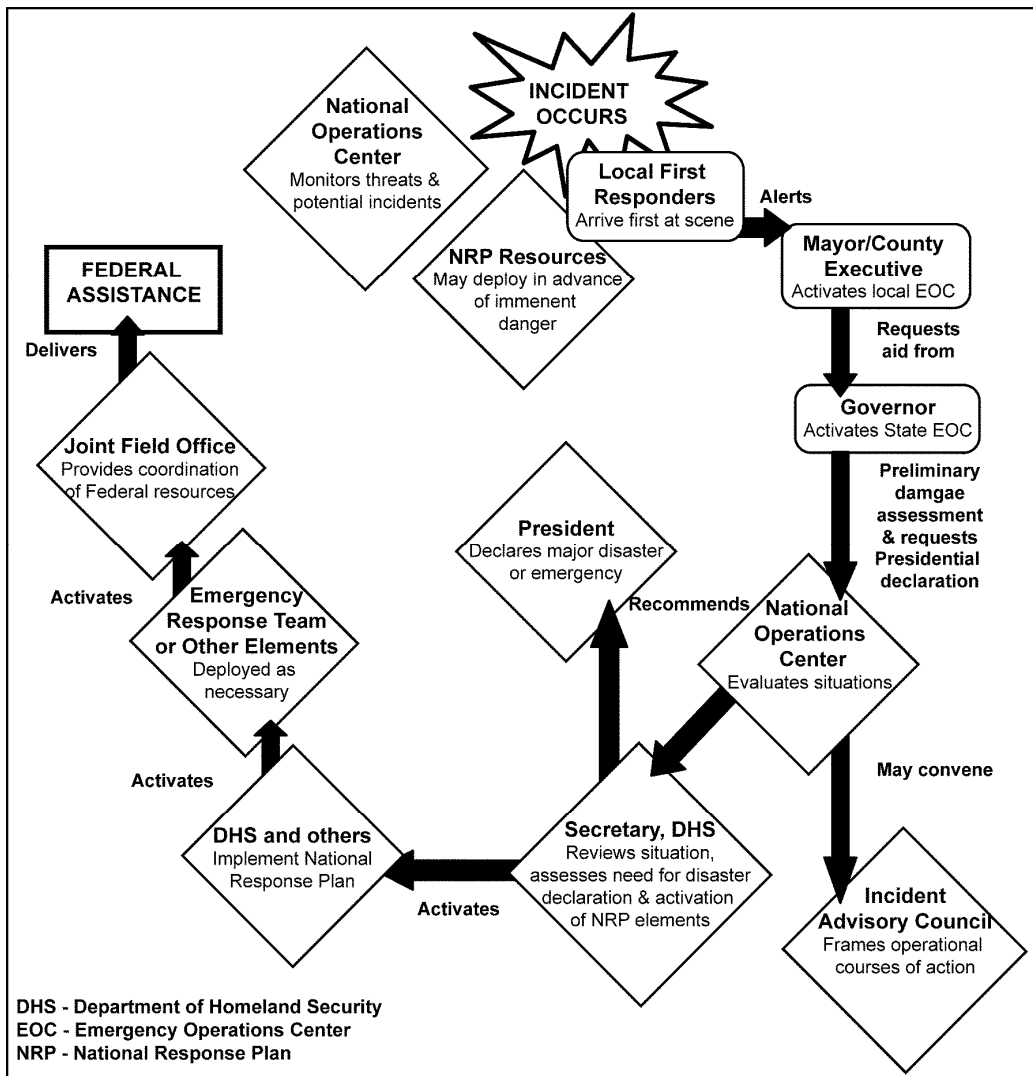 INCIDENT
OCCURS
National
Operations
Center
Monitors threats &
potential incidents
Local First
Responders
Arrive first at scene
Alerts
NRP Resources
May deploy in advance
of immenent
danger
Mayor/County
Executive
Activates local EOC
Requests
aid from
Governor
Activates State EOC
Preliminary
damgae
assessment
& requests
Presidential
declaration
National
Operations
Center
Evaluates situations
May convene
Incident
Advisory Council
Frames operational
courses of action
Secretary, DHS
Reviews situation,
assesses need for disaster
declaration & activation
of NRP elements
Recommends
President
Declares major disaster
or emergency
Activates
DHS and others
Implement National
Response Plan
Activates
Emergency
Response Team
or Other Elements
Deployed as
necessary
Activates
Joint Field Office
Provides coordination
of Federal resources
Delivers
FEDERAL
ASSISTANCE
DHS - Department of Homeland Security
EOC - Emergency Operations Center
NRP - National Response Plan